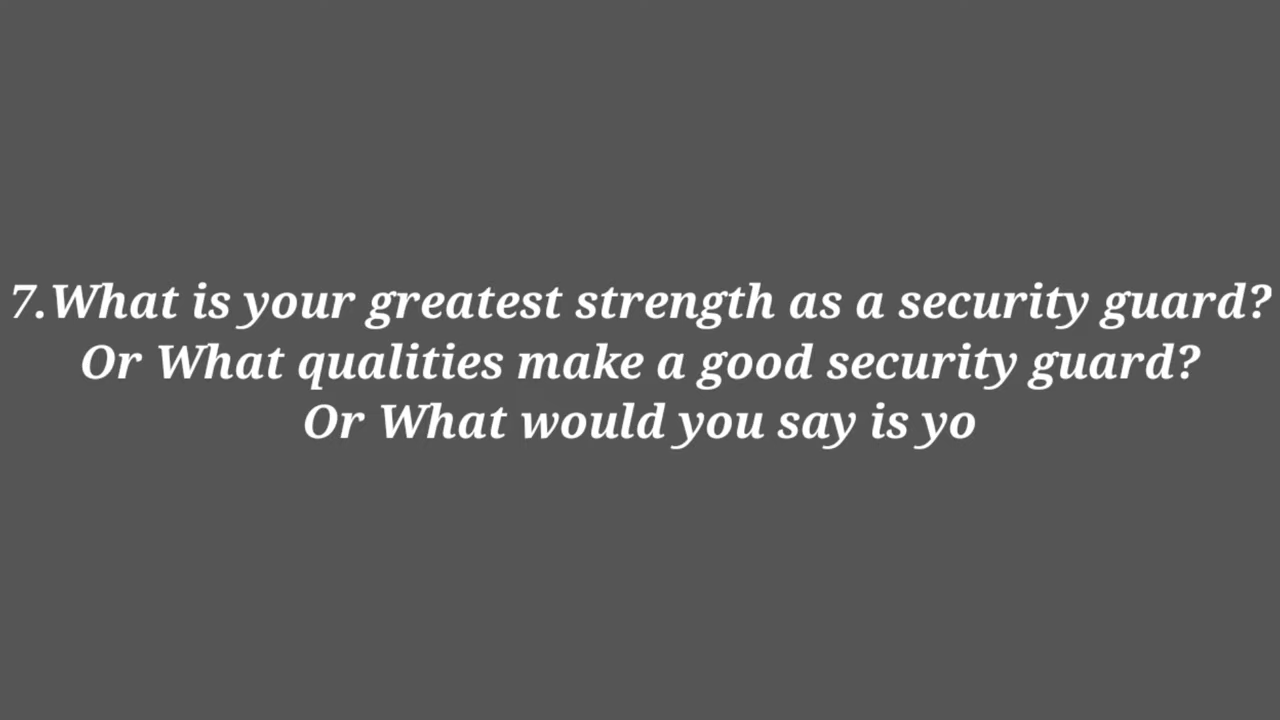 7.What is your greatest strength as a security guard?
Or What qualities make a good security guard?
Or What would you say is yo